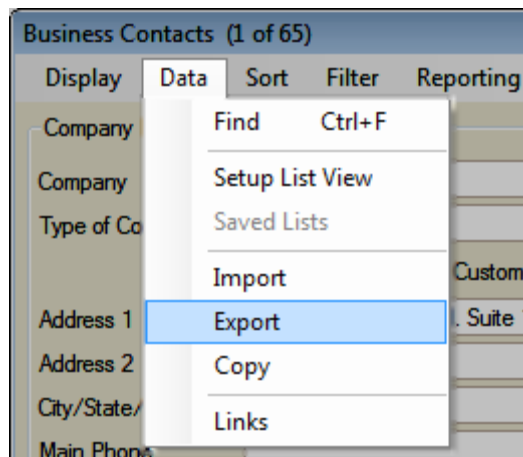 Business Contacts (1 of 65)
Display Data Sort Filter Reporting
Company
Find Ctrl+F
Company
Setup List View
Type of Co
Saved Lists
Import
Custom
Address 1
Export
. Suite
Address 2
Copy
City/State/
Links
Main Phone